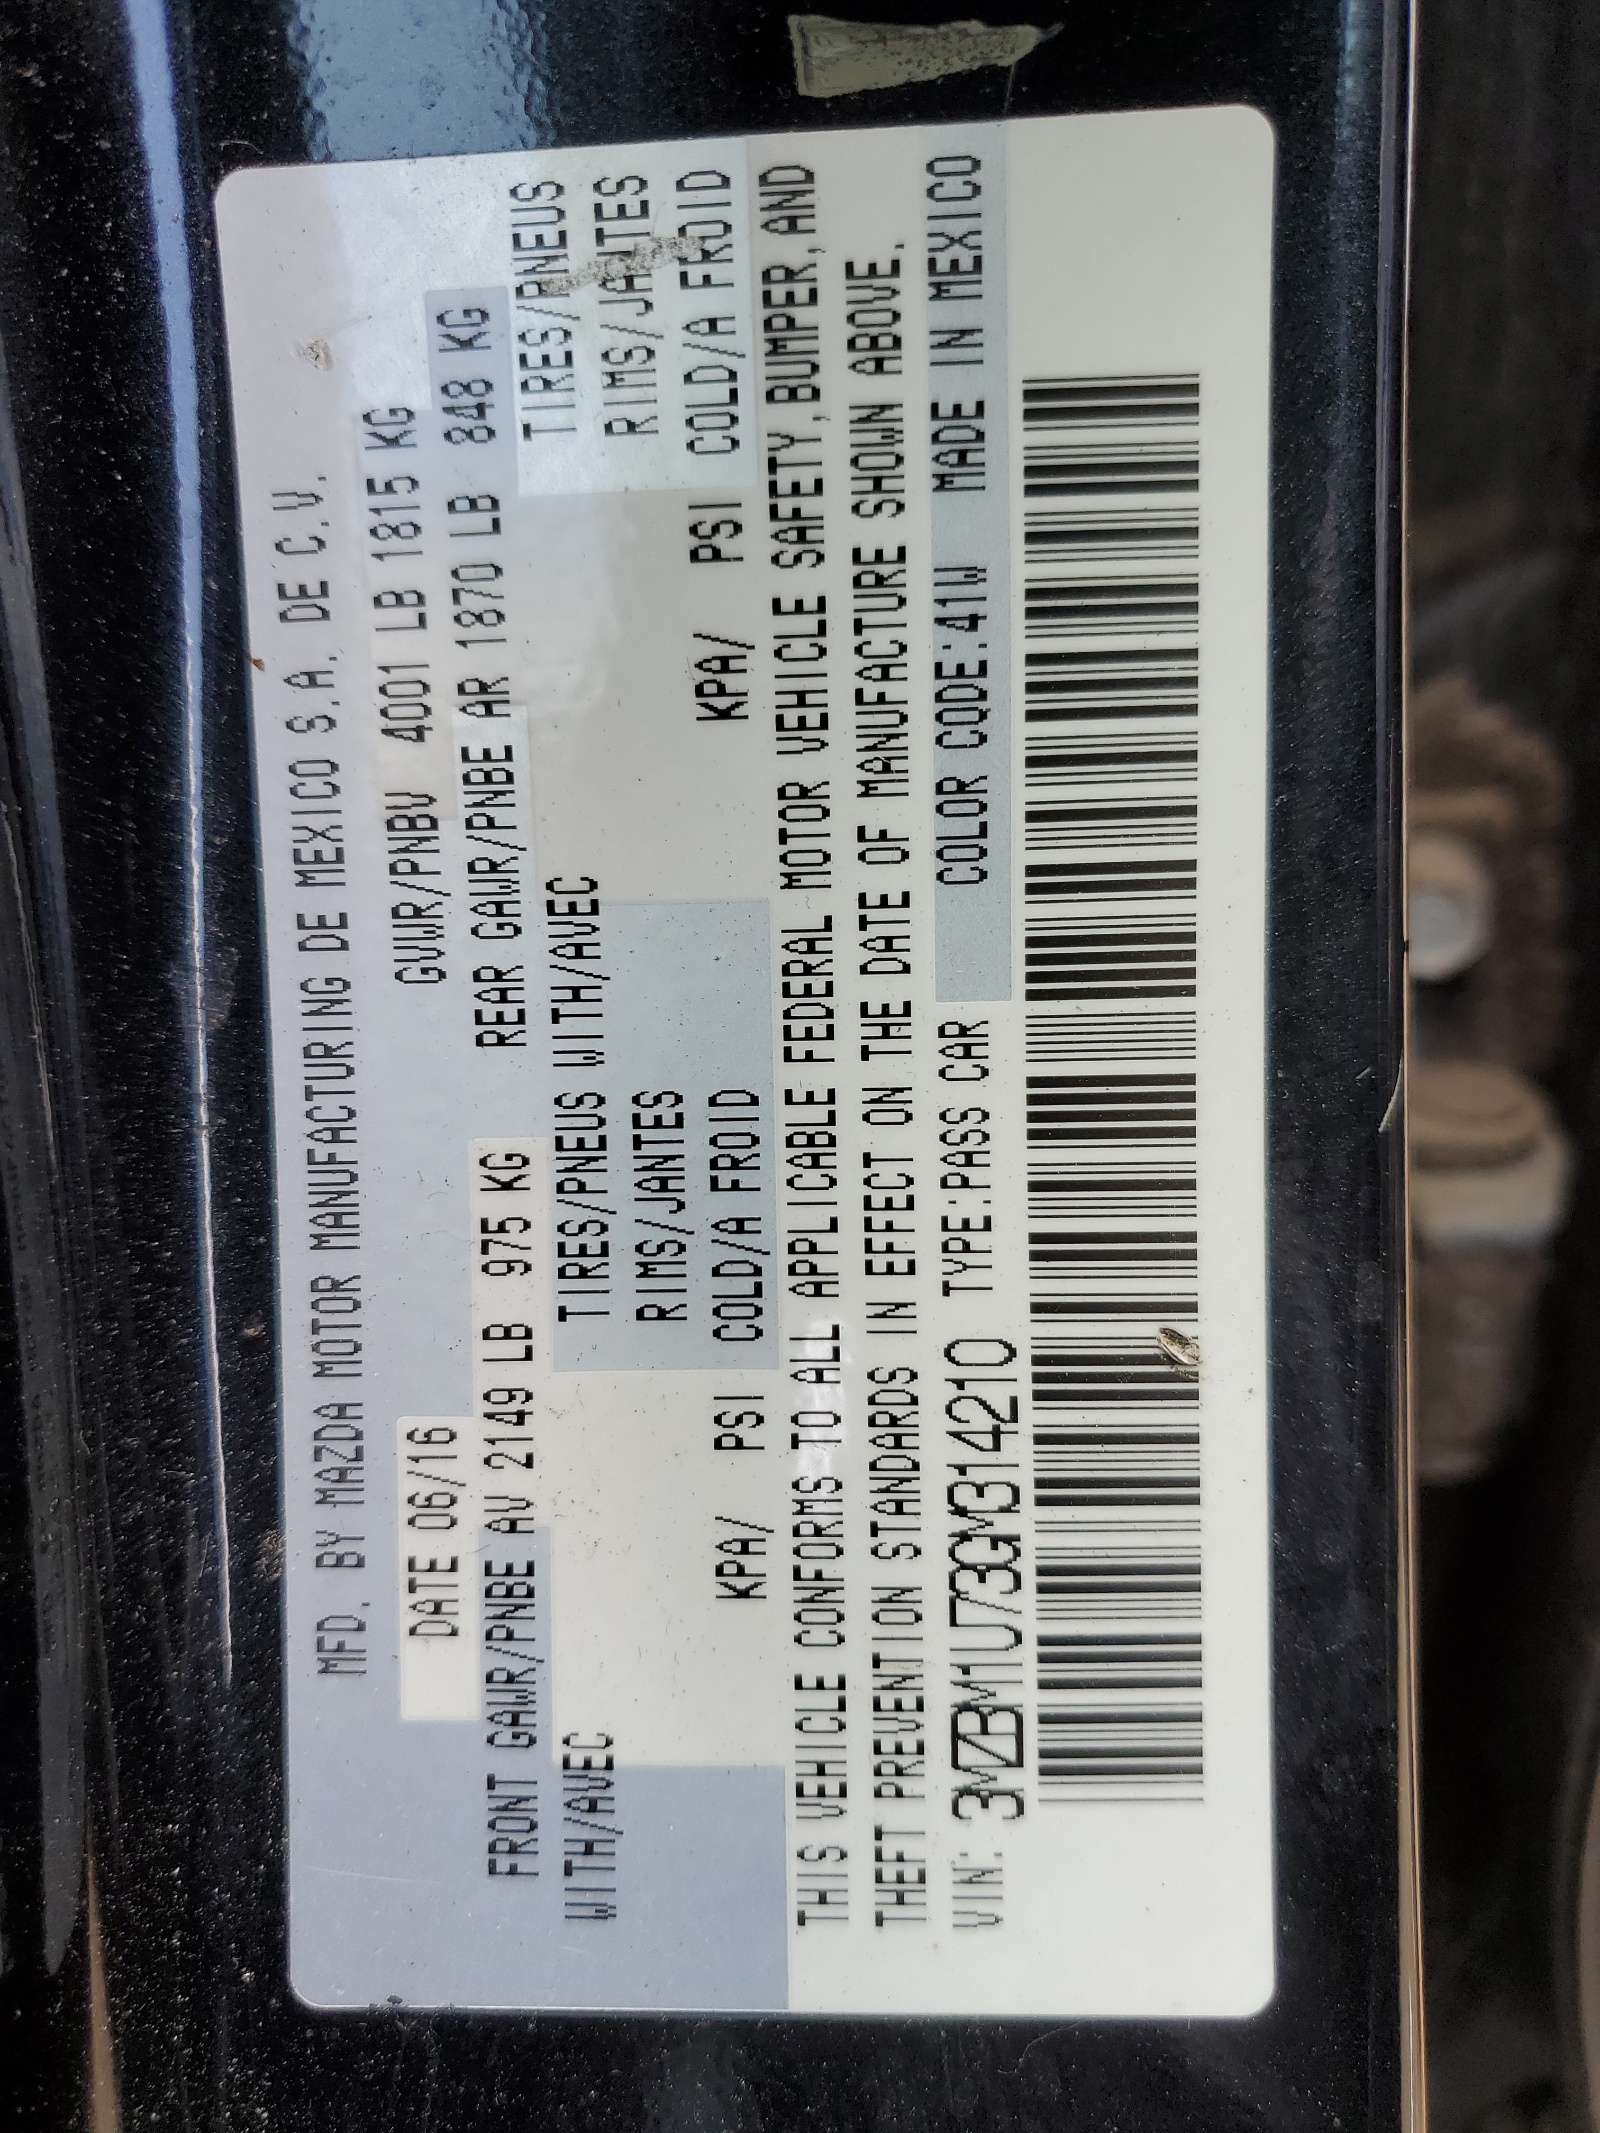 MFD. BY MAZDA MOTOR MANUFACTURING DE MEXICO S.A. DE C.V.
DATE 06/16 GVWR/PNBV 4001 LB 1815 KG
FRONT GAWR/PNBE AV 2149 LB 975 KG REAR GAWR/PNBE AR 1870 LB 848 KG
WITH/AVEC TIRES/PNEUS WITH/AVEC TIRES/PNEUS
RIMS/JANTES RIMS/JANTES
KPA/ PSI COLD/A FROID KPA/ PSI COLD/A FROID
THIS VEHICLE CONFORMS TO ALL APPLICABLE FEDERAL MOTOR VEHICLE SAFETY,BUMPER,AND
THEFT PREVENTION STANDARDS IN EFFECT ON THE DATE OF MANUFACTURE SHOWN ABOVE.
VIN: 3MZBM1U73GM314210 TYPE:PASS CAR COLOR CODE:41W MADE IN MEXICO